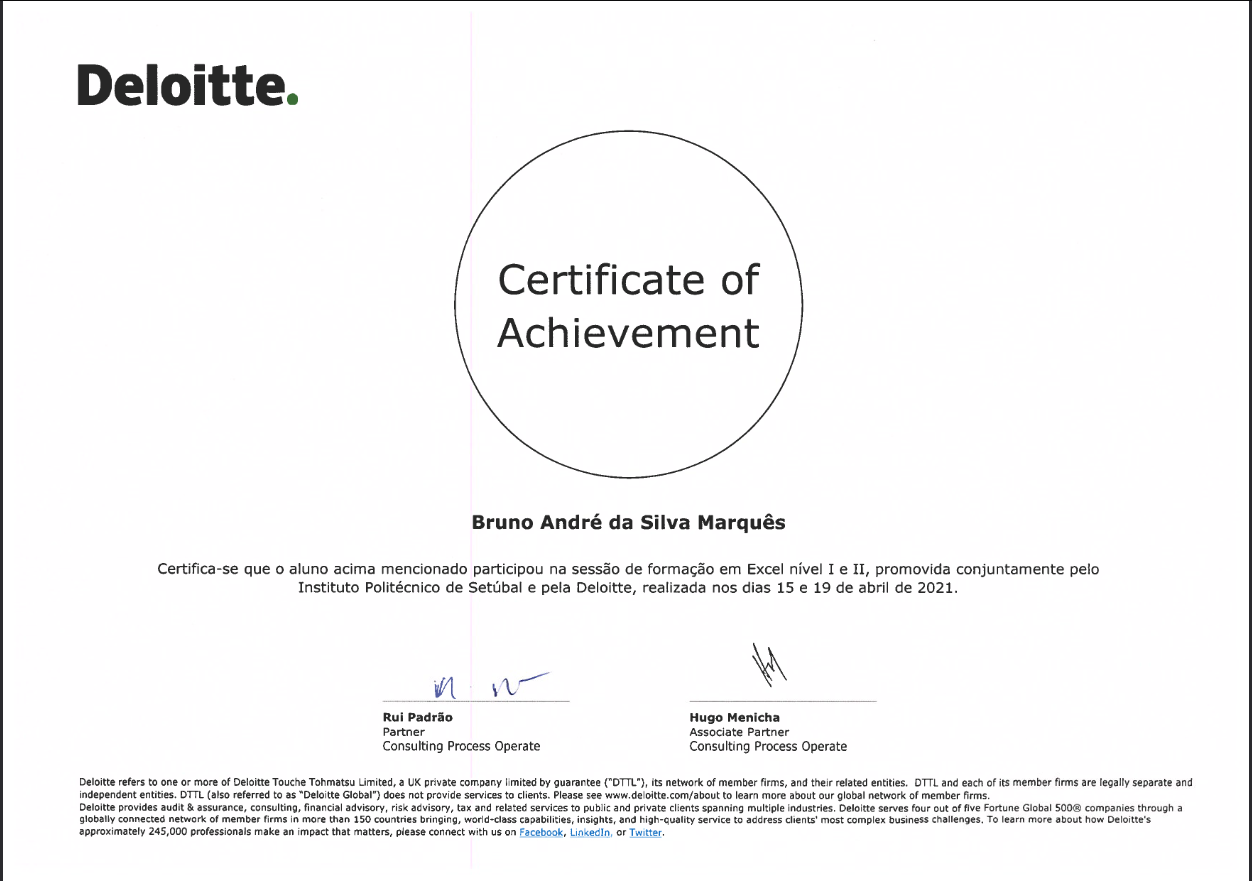 Deloitte.
Certificate of
Achievement
Bruno André da Silva Marquês
Certifica-se que o aluno acima mencionado participou na sessão de formação em Excel nível I e II, promovida conjuntamente pelo
Instituto Politécnico de Setúbal e pela Deloitte, realizada nos dias 15 e 19 de abril de 2021.
Rui Padrão
Partner
Consulting Process Operate
Hugo Menicha
Associate Partner
Consulting Process Operate
Deloitte refers to one or more of Deloitte Touche Tohmatsu Limited, a UK private company limited by guarantee ("DTTL"), its network of member firms, and their related entities. DTTL and each of its member firms are legally separate and
independent entities. DTTL (also referred to as "Deloitte Global") does not provide services to clients. Please see www.deloitte.com/about to learn more about our global network of member firms.
Deloitte provides audit & assurance, consulting, financial advisory, risk advisory, tax and related services to public and private clients spanning multiple industries. Deloitte serves four out of five Fortune Global 500® companies through a
globally connected network of member firms in more than 150 countries bringing, world-class capabilities, insights, and high-quality service to address clients' most complex business challenges. To learn more about how Deloitte's
approximately 245,000 professionals make an impact that matters, please connect with us on Facebook, LinkedIn, or Twitter.